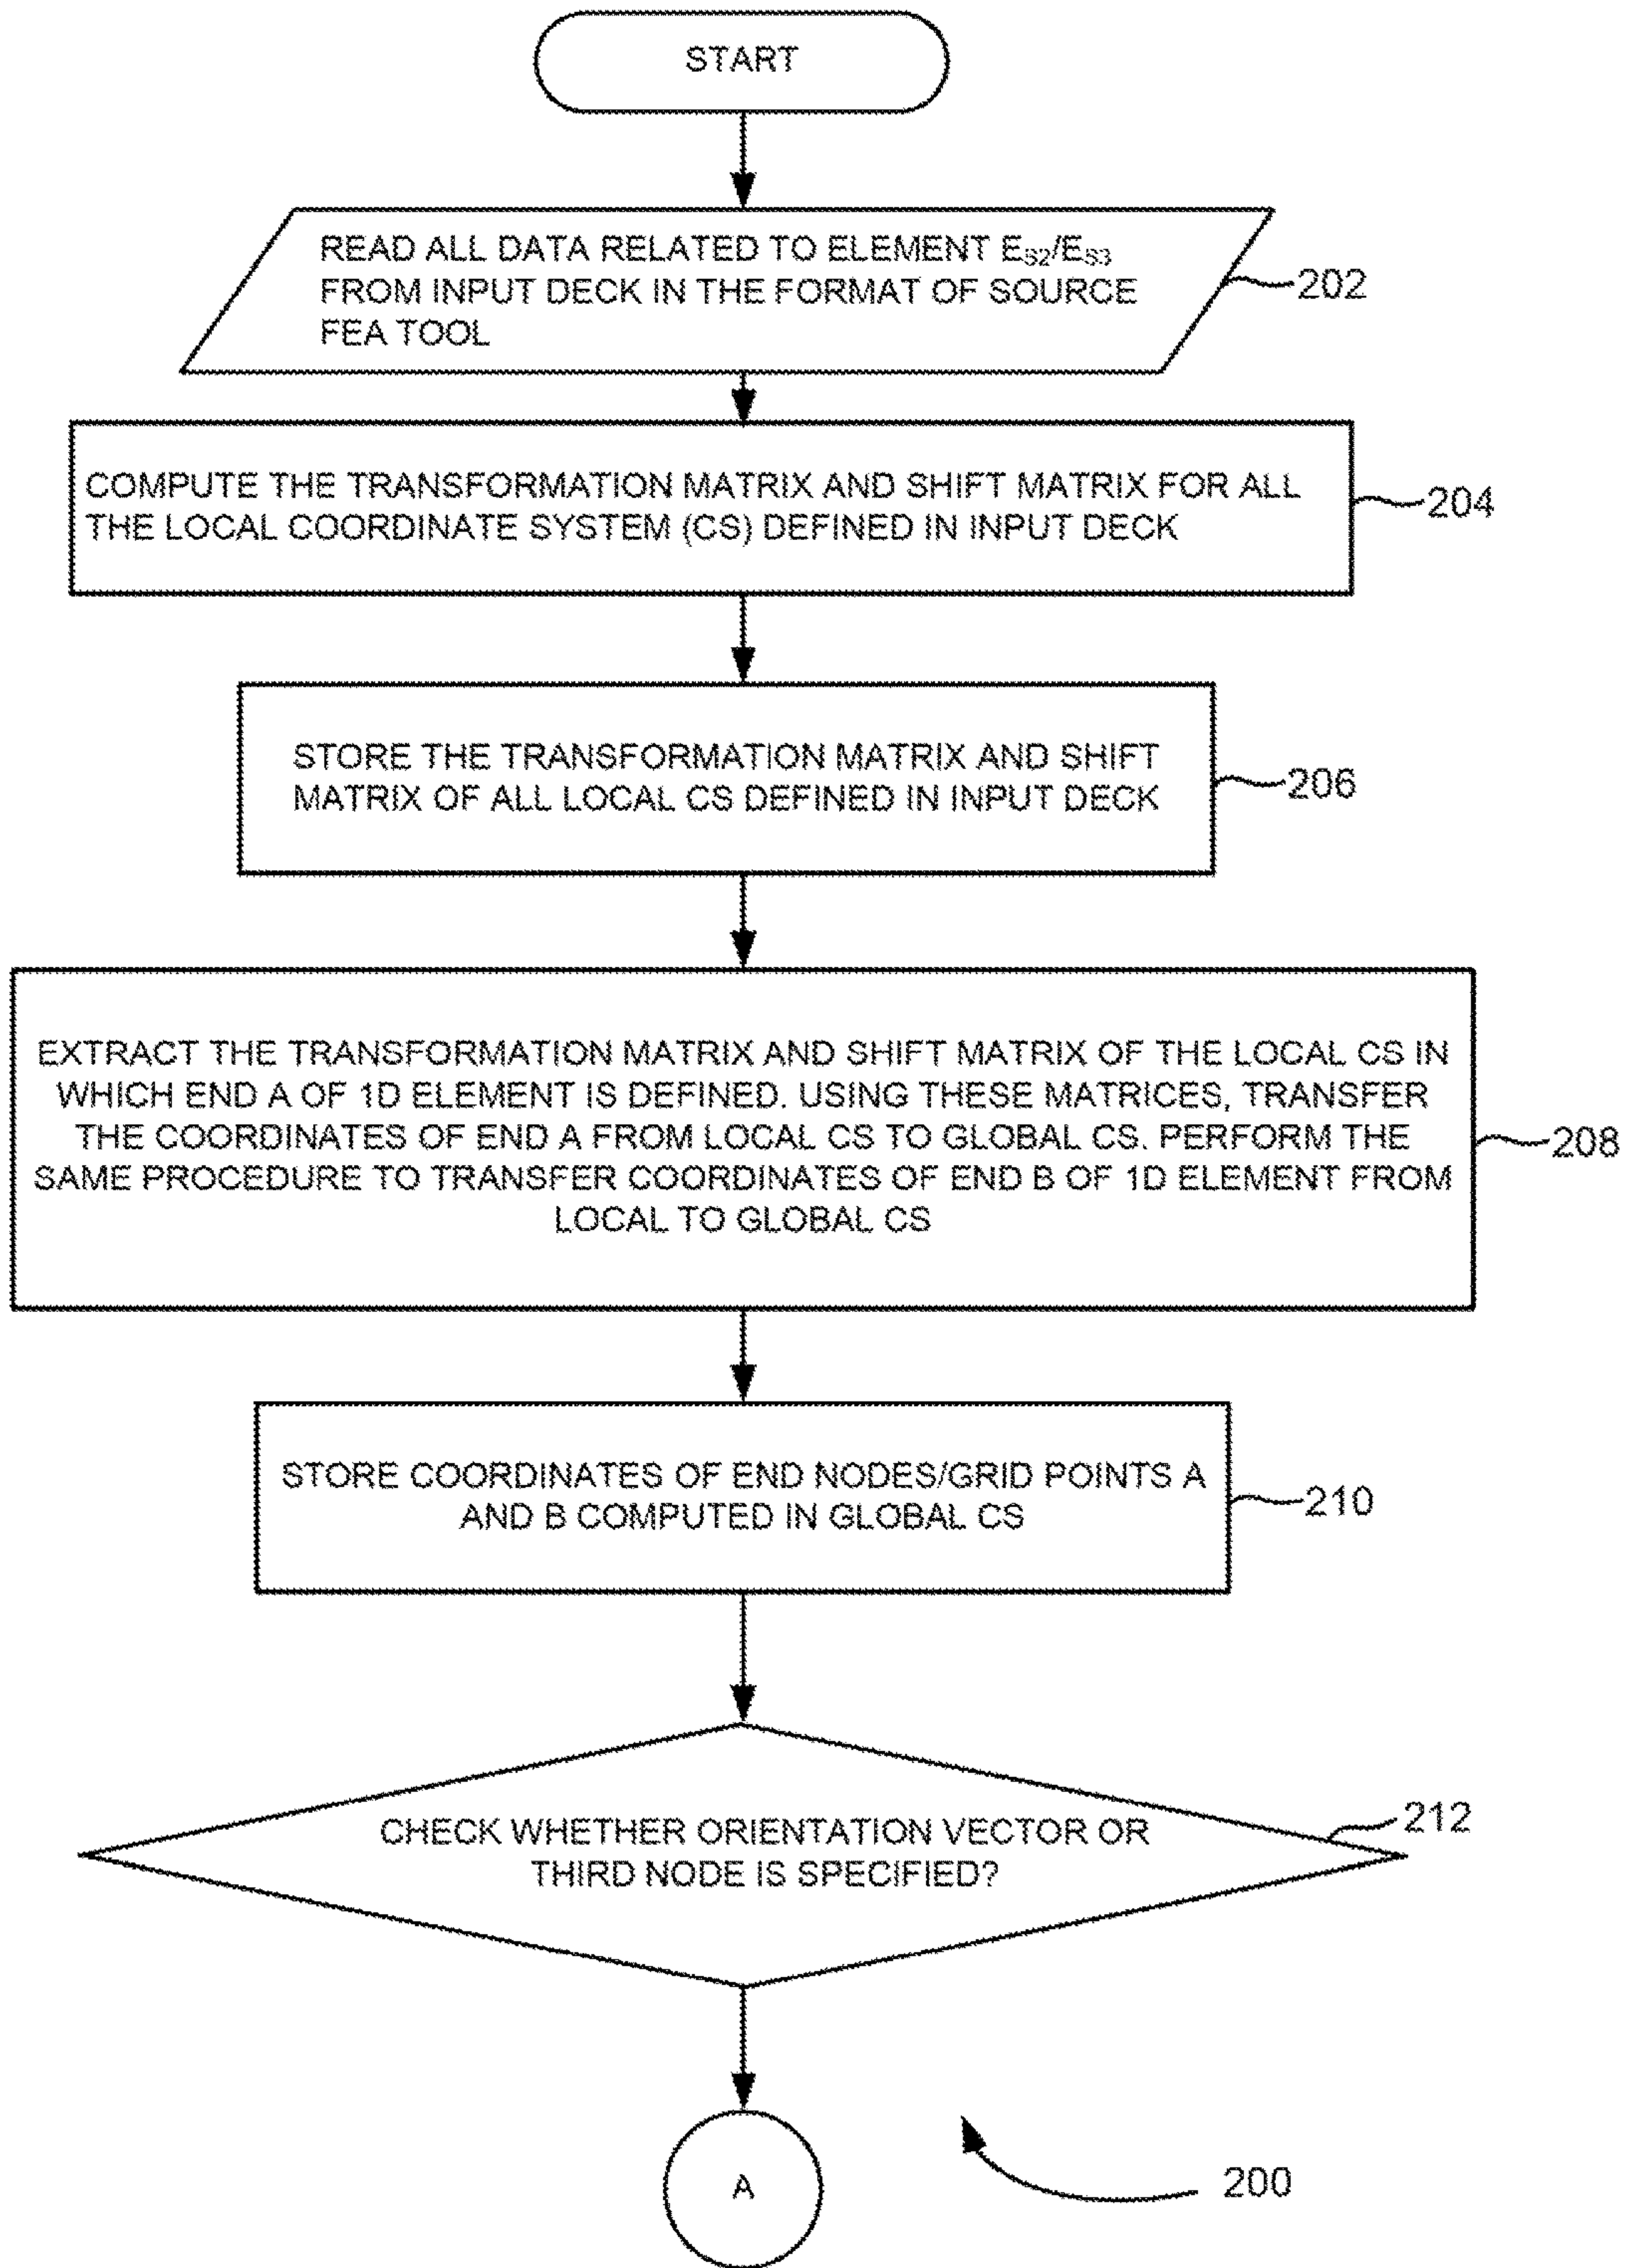 START
READ ALL DATA RELATED TO ELEMENT E_S2/E_S3
FROM INPUT DECK IN THE FORMAT OF SOURCE
FEA TOOL
202
COMPUTE THE TRANSFORMATION MATRIX AND SHIFT MATRIX FOR ALL
THE LOCAL COORDINATE SYSTEM (CS) DEFINED IN INPUT DECK
204
STORE THE TRANSFORMATION MATRIX AND SHIFT
MATRIX OF ALL LOCAL CS DEFINED IN INPUT DECK
206
EXTRACT THE TRANSFORMATION MATRIX AND SHIFT MATRIX OF THE LOCAL CS IN
WHICH END A OF 1D ELEMENT IS DEFINED. USING THESE MATRICES, TRANSFER
THE COORDINATES OF END A FROM LOCAL CS TO GLOBAL CS. PERFORM THE
SAME PROCEDURE TO TRANSFER COORDINATES OF END B OF 1D ELEMENT FROM
LOCAL TO GLOBAL CS
208
STORE COORDINATES OF END NODES/GRID POINTS A
AND B COMPUTED IN GLOBAL CS
210
CHECK WHETHER ORIENTATION VECTOR OR
THIRD NODE IS SPECIFIED?
212
A
200